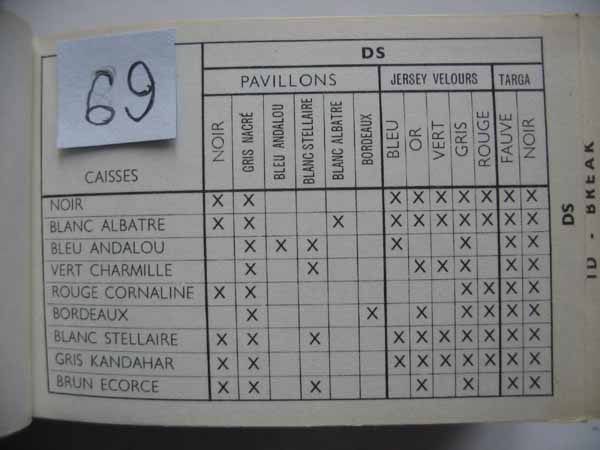 69
DS
PAVILLONS JERSEY VELOURS TARGA
CAISSES NOIR GRIS NACRÉ BLEU ANDALOU BLANC STELLAIRE BLANC ALBATRE BORDEAUX BLEU OR VERT GRIS ROUGE FAUVE NOIR
NOIR X X X X X X X X X
BLANC ALBATRE X X X X X X X X X X
BLEU ANDALOU X X X X X X X
VERT CHARMILLE X X X X X X X
ROUGE CORNALINE X X X X X X
BORDEAUX X X X X X X X
BLANC STELLAIRE X X X X X X X X X X
GRIS KANDAHAR X X X X X X X X X
BRUN ECORCE X X X X X X X
DS
ID - BREAK